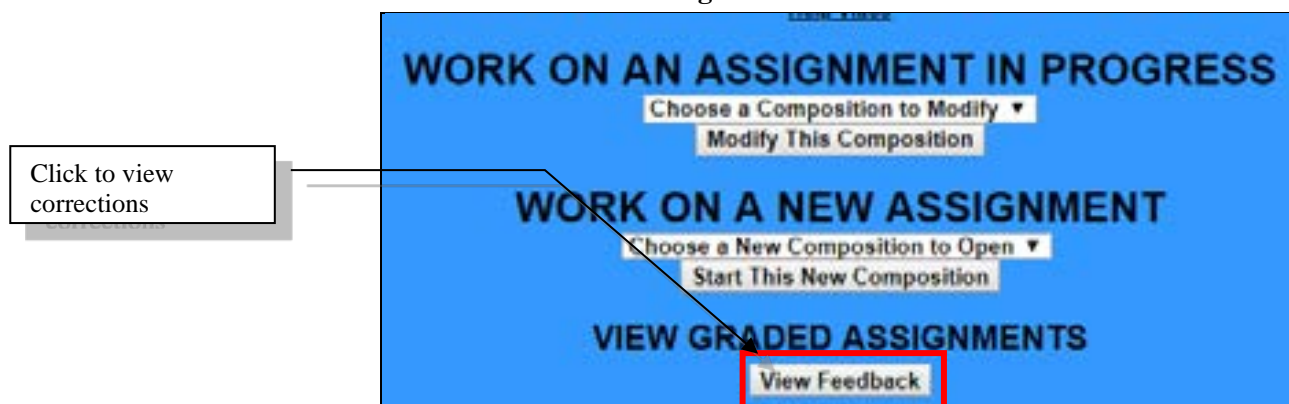 WORK ON AN ASSIGNMENT IN PROGRESS
Choose a Composition to Modify ▼
Modify This Composition
Click to view
corrections
WORK ON A NEW ASSIGNMENT
Choose a New Composition to Open ▼
Start This New Composition
VIEW GRADED ASSIGNMENTS
View Feedback